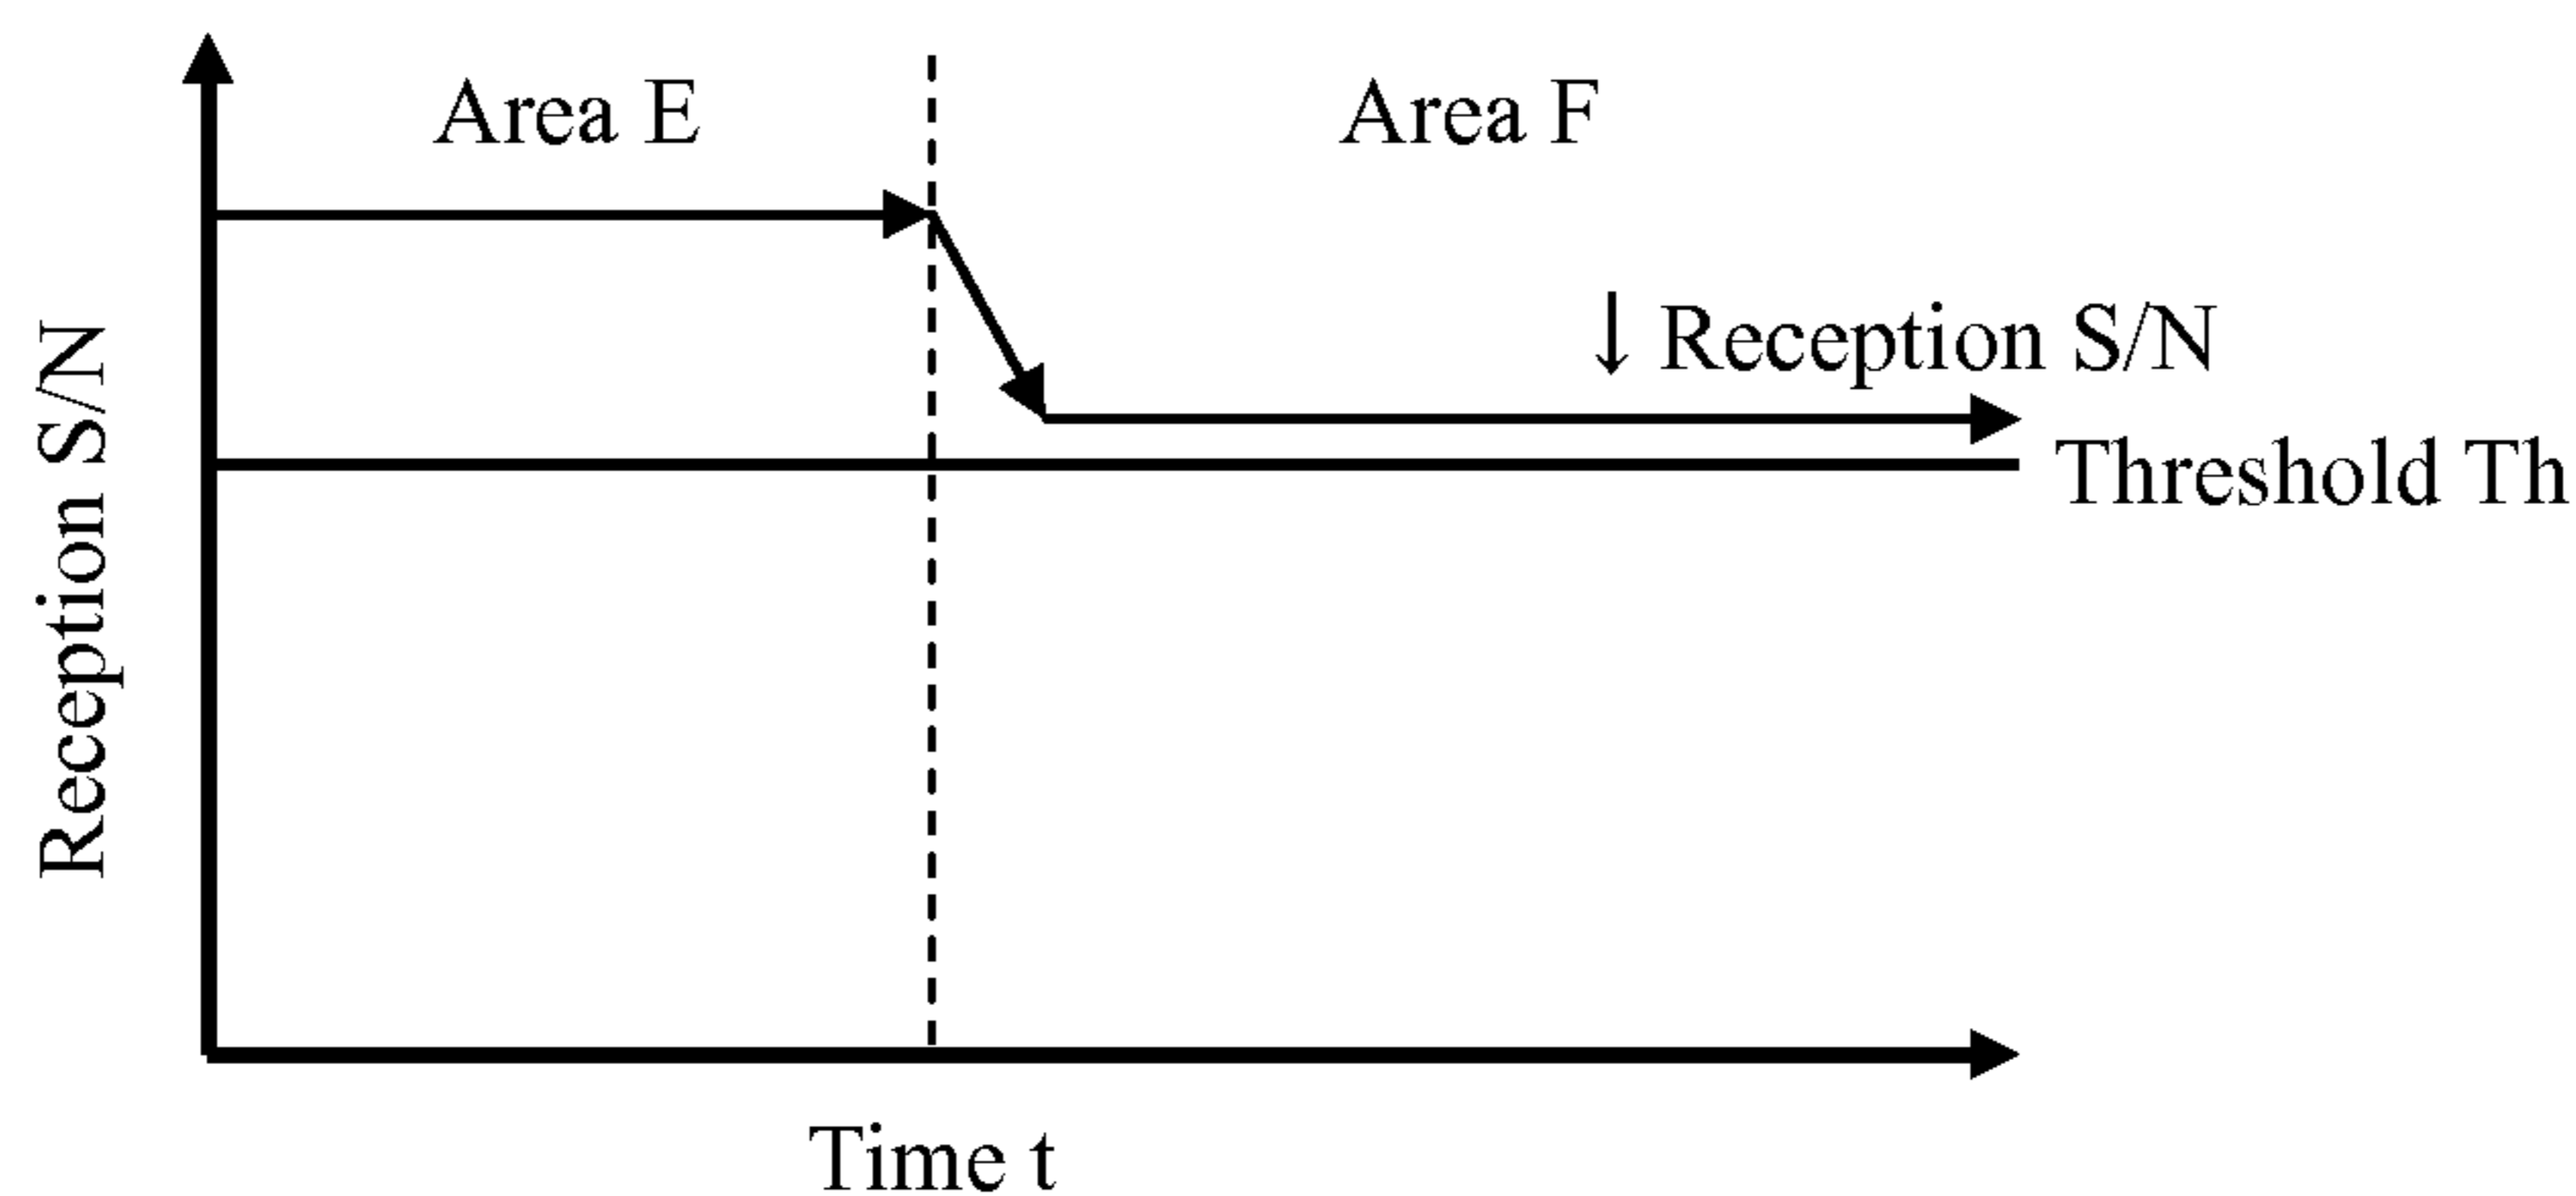 Area E
Area F
↓ Reception S/N
Threshold Th
Reception S/N
Time t